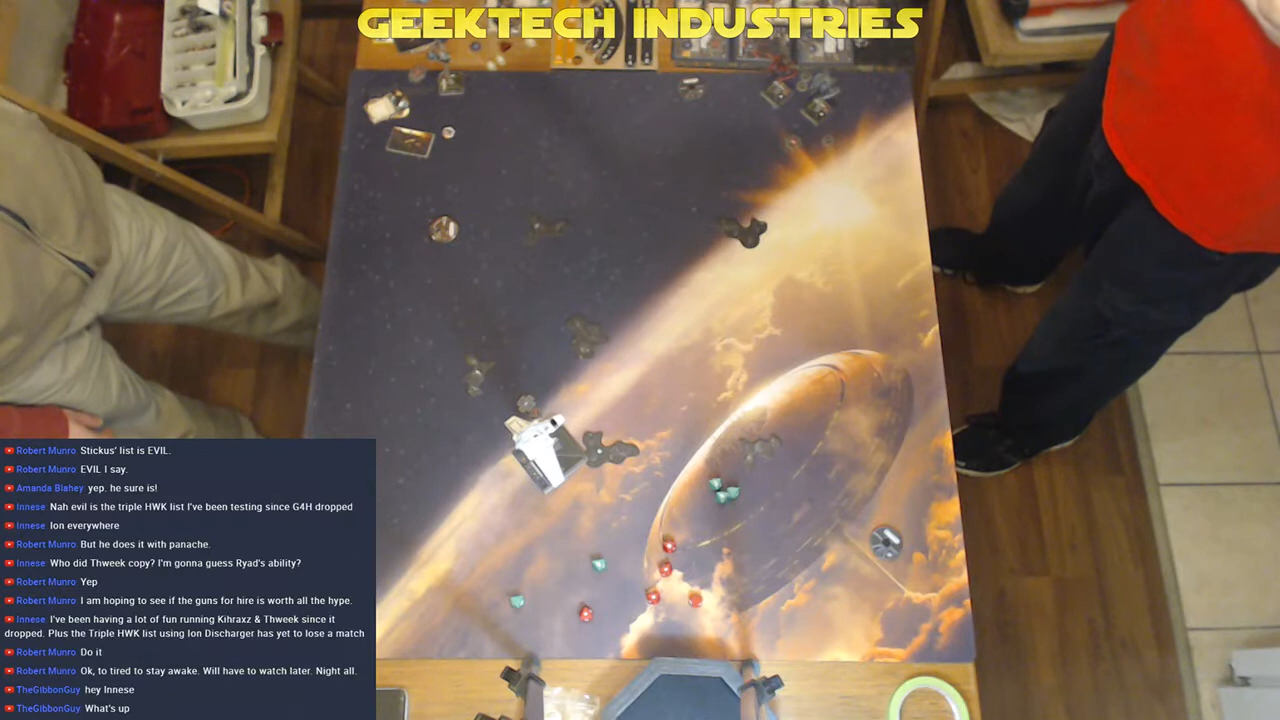 GEEKTECH INDUSTRIES
Robert Munro Stickus' list is EVIL.
Robert Munro EVIL I say.
Amanda Blahey yep. he sure is!
Innese Nah evil is the triple HWK list I've been testing since G4H dropped
Innese Ion everywhere
Robert Munro But he does it with panache.
Innese Who did Thweek copy? I'm gonna guess Ryad's ability?
Robert Munro Yep
Robert Munro I am hoping to see if the guns for hire is worth all the hype.
Innese I've been having a lot of fun running Kihraxz & Thweek since it
dropped. Plus the Triple HWK list using Ion Discharger has yet to lose a match
Robert Munro Do it
Robert Munro Ok, to tired to stay awake. Will have to watch later. Night all.
TheGibbonGuy hey Innese
TheGibbonGuy What's up